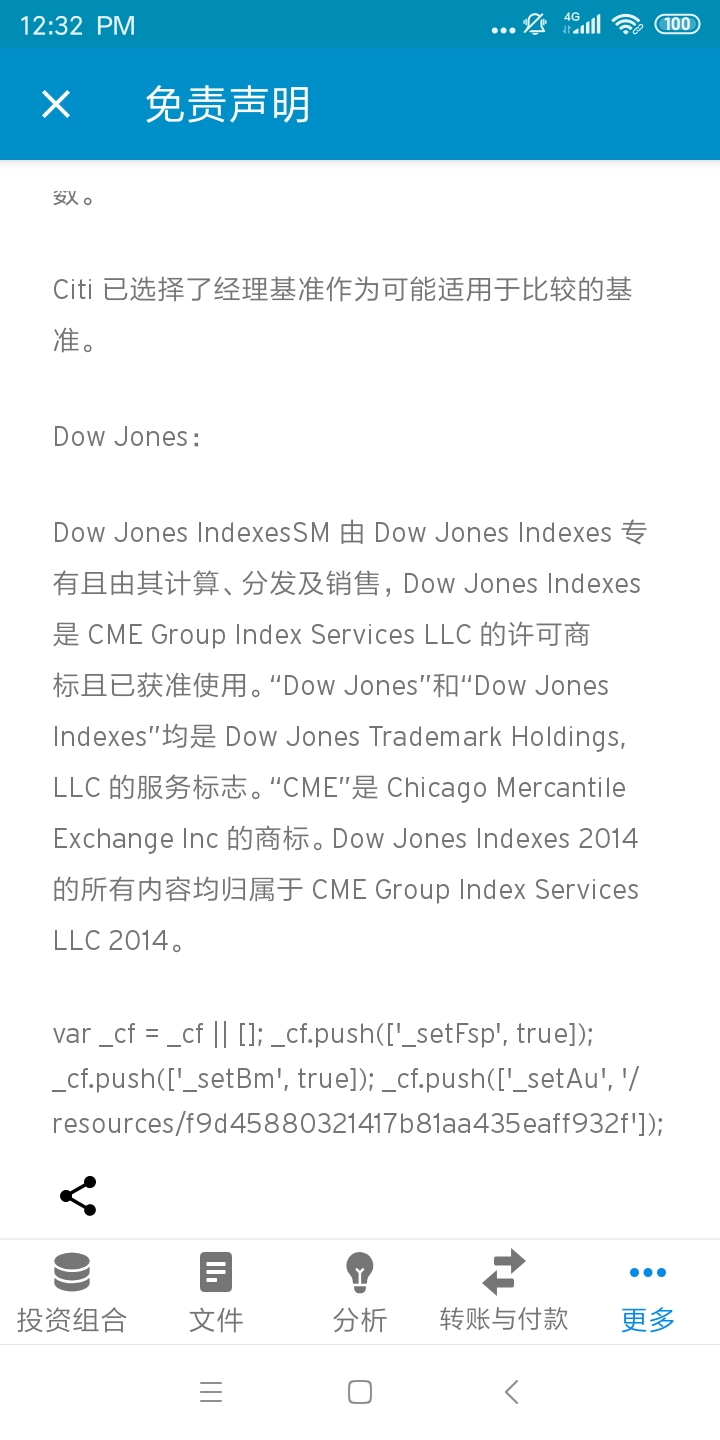 12:32 PM
4G
100
免责声明
数。
Citi 已选择了经理基准作为可能适用于比较的基
准。
Dow Jones：
Dow Jones IndexesSM 由 Dow Jones Indexes 专
有且由其计算、分发及销售，Dow Jones Indexes
是 CME Group Index Services LLC 的许可商
标且已获准使用。“Dow Jones”和“Dow Jones
Indexes”均是 Dow Jones Trademark Holdings,
LLC 的服务标志。“CME”是 Chicago Mercantile
Exchange Inc 的商标。Dow Jones Indexes 2014
的所有内容均归属于 CME Group Index Services
LLC 2014。
var _cf = _cf || []; _cf.push(['_setFsp', true]);
_cf.push(['_setBm', true]); _cf.push(['_setAu', '/
resources/f9d45880321417b81aa435eaff932f']);
投资组合
文件
分析
转账与付款
更多